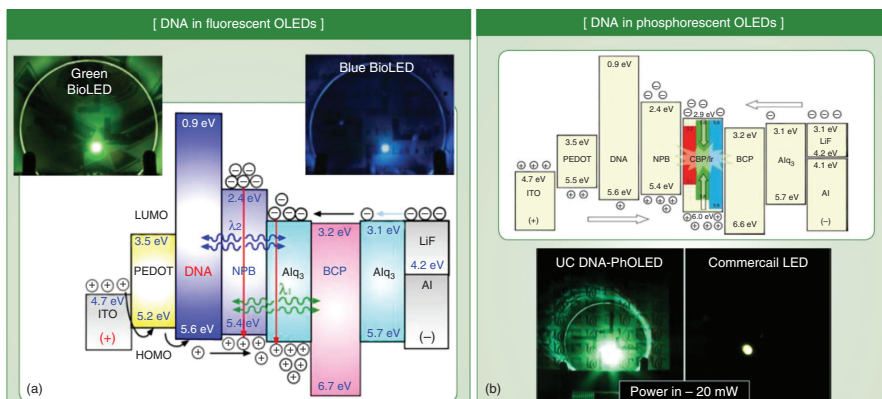 [ DNA in fluorescent OLEDs ]
Green
BioLED
Blue BioLED
0.9 eV
2.4 eV
LUMO
λ2
3.5 eV
3.2 eV
3.1 eV
LiF
PEDOT
DNA
NPB
Alq3
BCP
Alq3
4.2 eV
λ1
4.7 eV
ITO
Al
(+)
5.2 eV
5.4 eV
5.6 eV
5.7 eV
(–)
HOMO
6.7 eV
(a)
[ DNA in phosphorescent OLEDs ]
0.9 eV
2.4 eV
2.9 eV
3.5 eV
3.2 eV
3.1 eV
3.1 eV
LiF
4.2 eV
PEDOT
DNA
NPB
CBP/Ir
BCP
Alq3
4.1 eV
4.7 eV
5.5 eV
5.4 eV
ITO
5.6 eV
5.7 eV
Al
(+)
6.0 eV
6.6 eV
(–)
UC DNA-PhOLED
Commercail LED
Power in – 20 mW
(b)